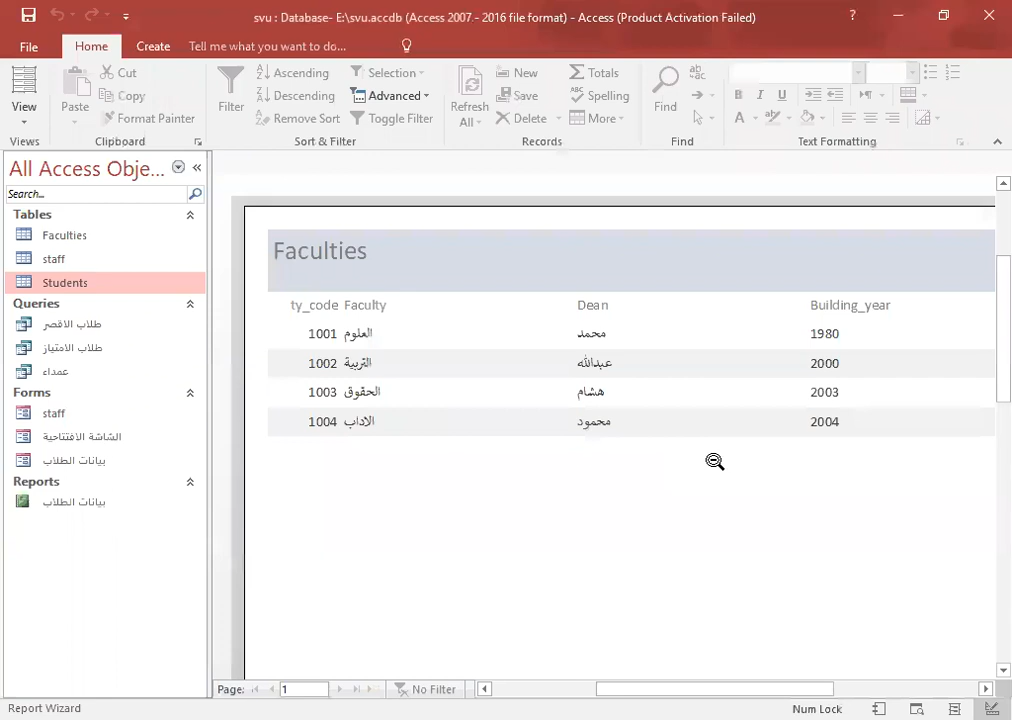 svu : Database- E:\svu.accdb (Access 2007 - 2016 file format) - Access (Product Activation Failed)
File Home Create Tell me what you want to do...
View
Views
Paste
Cut
Copy
Format Painter
Clipboard
Filter
Ascending
Descending
Remove Sort
Selection
Advanced
Toggle Filter
Sort & Filter
Refresh
All
New
Save
Delete
Totals
Spelling
More
Records
Find
Find
B I U
A
Text Formatting
All Access Obje...
Search...
Tables
Faculties
staff
Students
Queries
طلاب الاقصر
طلاب الامتياز
عمداء
Forms
staff
الشاشة الافتتاحية
بيانات الطلاب
Reports
بيانات الطلاب
Faculties
ty_code Faculty Dean Building_year
1001 العلوم محمد 1980
1002 التربية عبدالله 2000
1003 الحقوق هشام 2003
1004 الاداب محمود 2004
Page: 1 No Filter
Report Wizard Num Lock